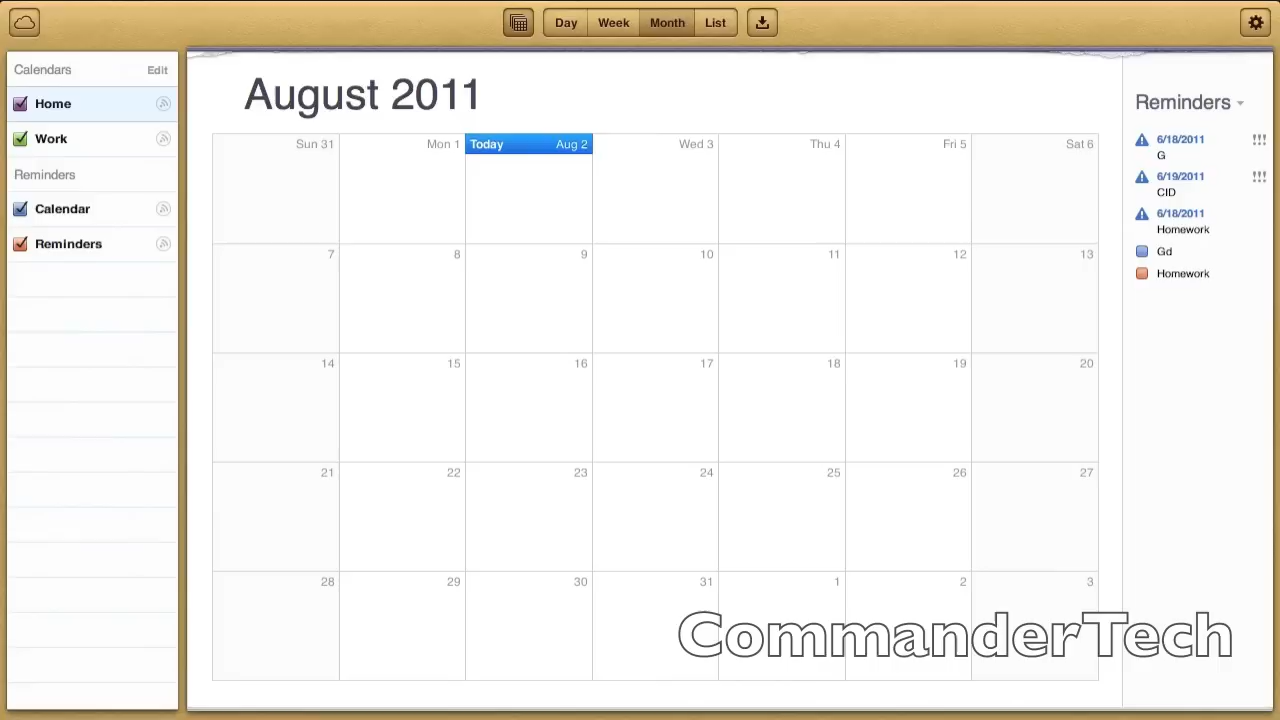 Day Week Month List
Calendars Edit
Home
Work
Reminders
Calendar
Reminders
August 2011
Sun 31 Mon 1 Today Aug 2 Wed 3 Thu 4 Fri 5 Sat 6
7 8 9 10 11 12 13
14 15 16 17 18 19 20
21 22 23 24 25 26 27
28 29 30 31 1 2 3
Reminders
6/18/2011 !!!
G
6/19/2011 !!!
CID
6/18/2011
Homework
Gd
Homework
CommanderTech